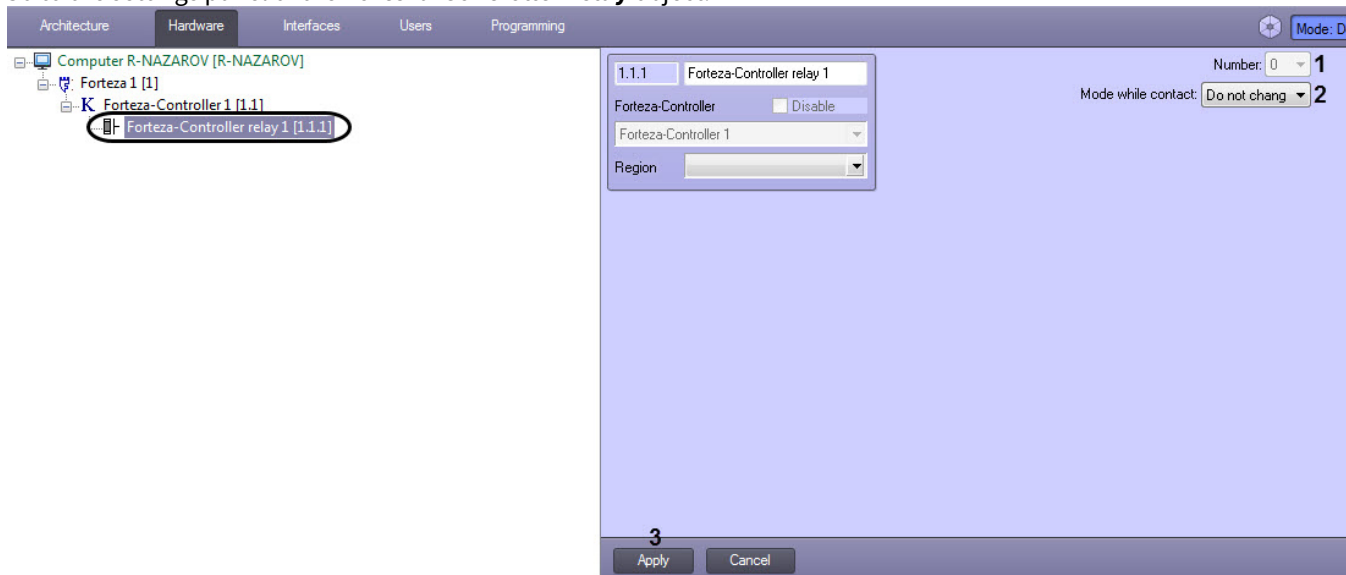 Architecture Hardware Interfaces Users Programming Mode: D
Computer R-NAZAROV [R-NAZAROV]
Forteza 1 [1]
K Forteza-Controller 1 [1.1]
Forteza-Controller relay 1 [1.1.1]
1.1.1 Forteza-Controller relay 1
Forteza-Controller Disable
Forteza-Controller 1
Region
Number: 0 1
Mode while contact: Do not chang 2
3
Apply Cancel